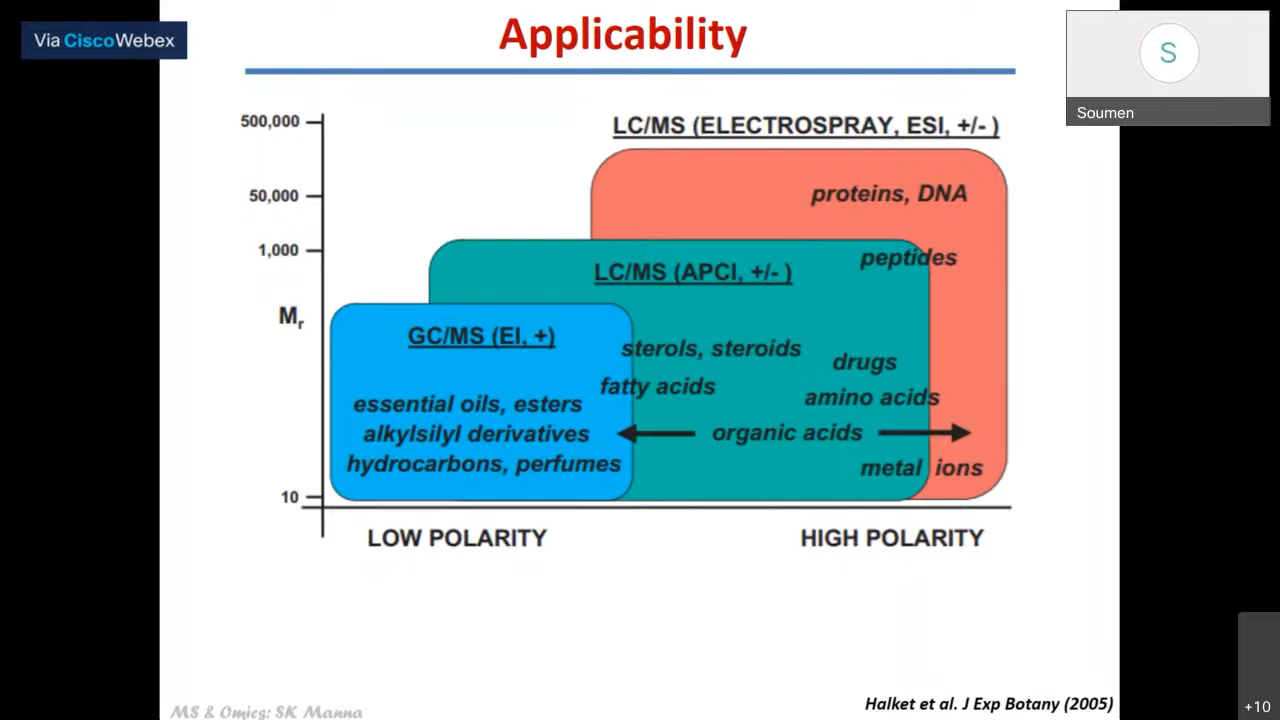 Via CiscoWebex
Applicability
S
Soumen
500,000
50,000
1,000
Mr
10
LC/MS (ELECTROSPRAY, ESI, +/- )
proteins, DNA
peptides
LC/MS (APCI, +/- )
GC/MS (EI, +)
sterols, steroids
drugs
fatty acids
amino acids
essential oils, esters
alkylsilyl derivatives
organic acids
hydrocarbons, perfumes
metal ions
LOW POLARITY
HIGH POLARITY
MS & Omics: SK Manna
Halket et al. J Exp Botany (2005)
+10